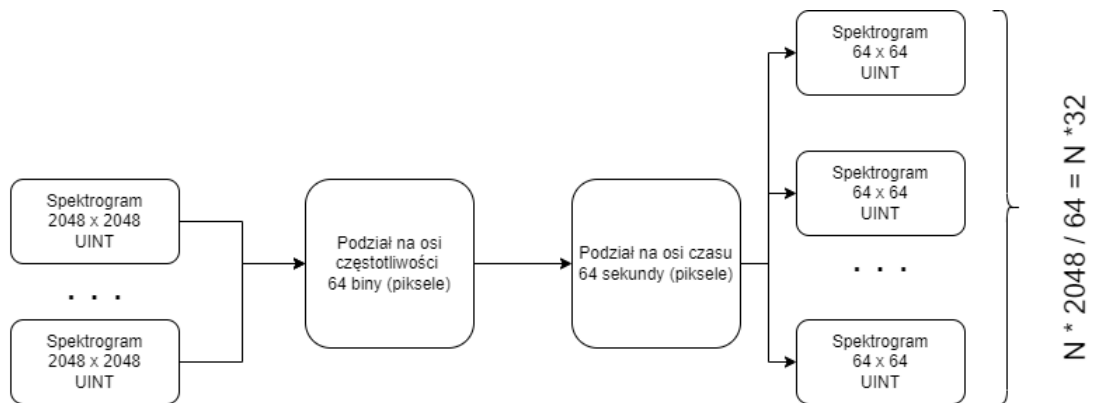 Spektrogram
2048 x 2048
UINT
. . .
Spektrogram
2048 x 2048
UINT
Podział na osi
częstotliwości
64 biny (piksele)
Podział na osi czasu
64 sekundy (piksele)
Spektrogram
64 x 64
UINT
Spektrogram
64 x 64
UINT
. . .
Spektrogram
64 x 64
UINT
N * 2048 / 64 = N *32